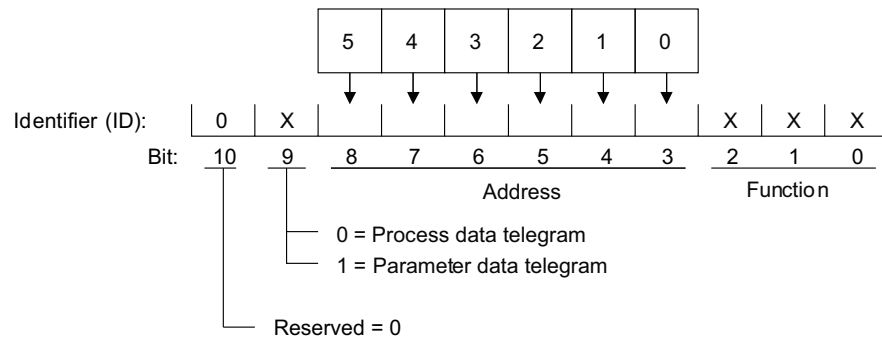 5 4 3 2 1 0
Identifier (ID): 0 X X X X
Bit: 10 9 8 7 6 5 4 3 2 1 0
Address Function
0 = Process data telegram
1 = Parameter data telegram
Reserved = 0